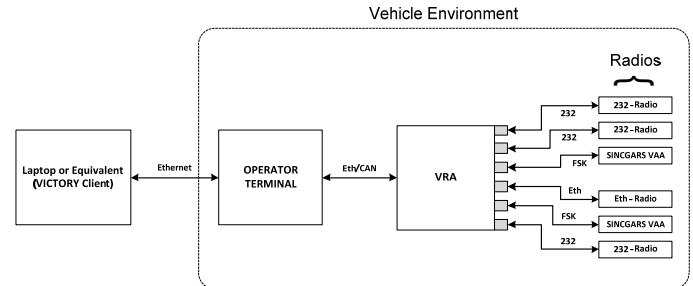 Vehicle Environment
Radios
Laptop or Equivalent
(VICTORY Client)
Ethernet
OPERATOR
TERMINAL
Eth/CAN
VRA
232
232-Radio
232
232-Radio
FSK
SINCGARS VAA
Eth
Eth-Radio
FSK
SINCGARS VAA
232
232-Radio